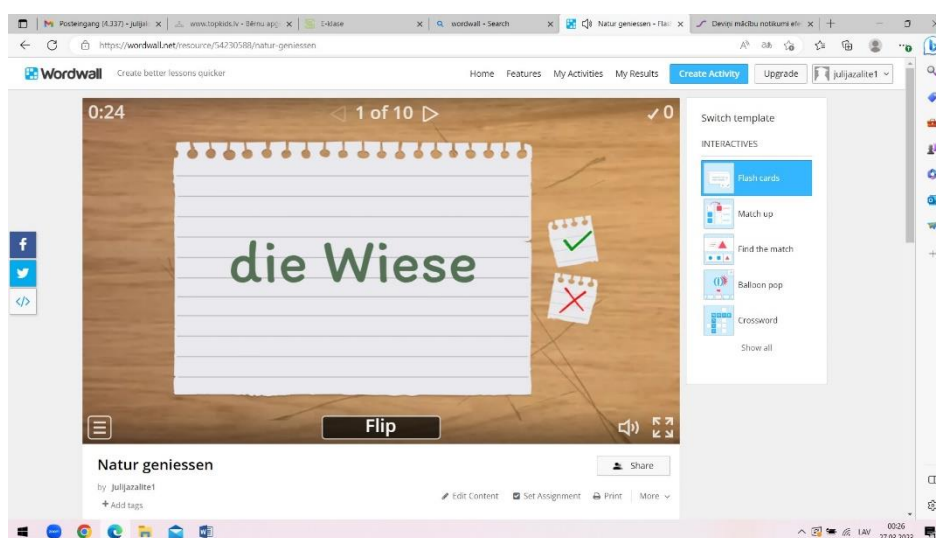 Posteingang (4.337) - julijal
www.topkids.lv - Bērnu apģ
E-klase
wordwall - Search
Natur geniessen - Flas
Deviņi mācību notikumi
https://wordwall.net/resource/54230588/natur-geniessen
Wordwall
Create better lessons quicker
Home Features My Activities My Results Create Activity Upgrade julijazalite1
0:24 1 of 10 0
die Wiese
Flip
Switch template
INTERACTIVES
Flash cards
Match up
Find the match
Balloon pop
Crossword
Show all
Natur geniessen
Share
by Julijazalite1
Add tags
Edit Content Set Assignment Print More
LAV
00:26